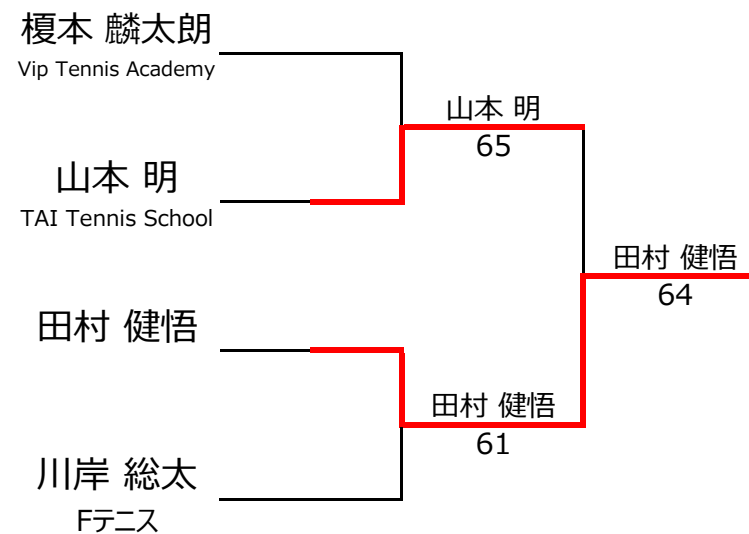 榎本 麟太朗
Vip Tennis Academy
山本 明
65
山本 明
TAI Tennis School
田村 健悟
64
田村 健悟
田村 健悟
61
川岸 総太
Fテニス